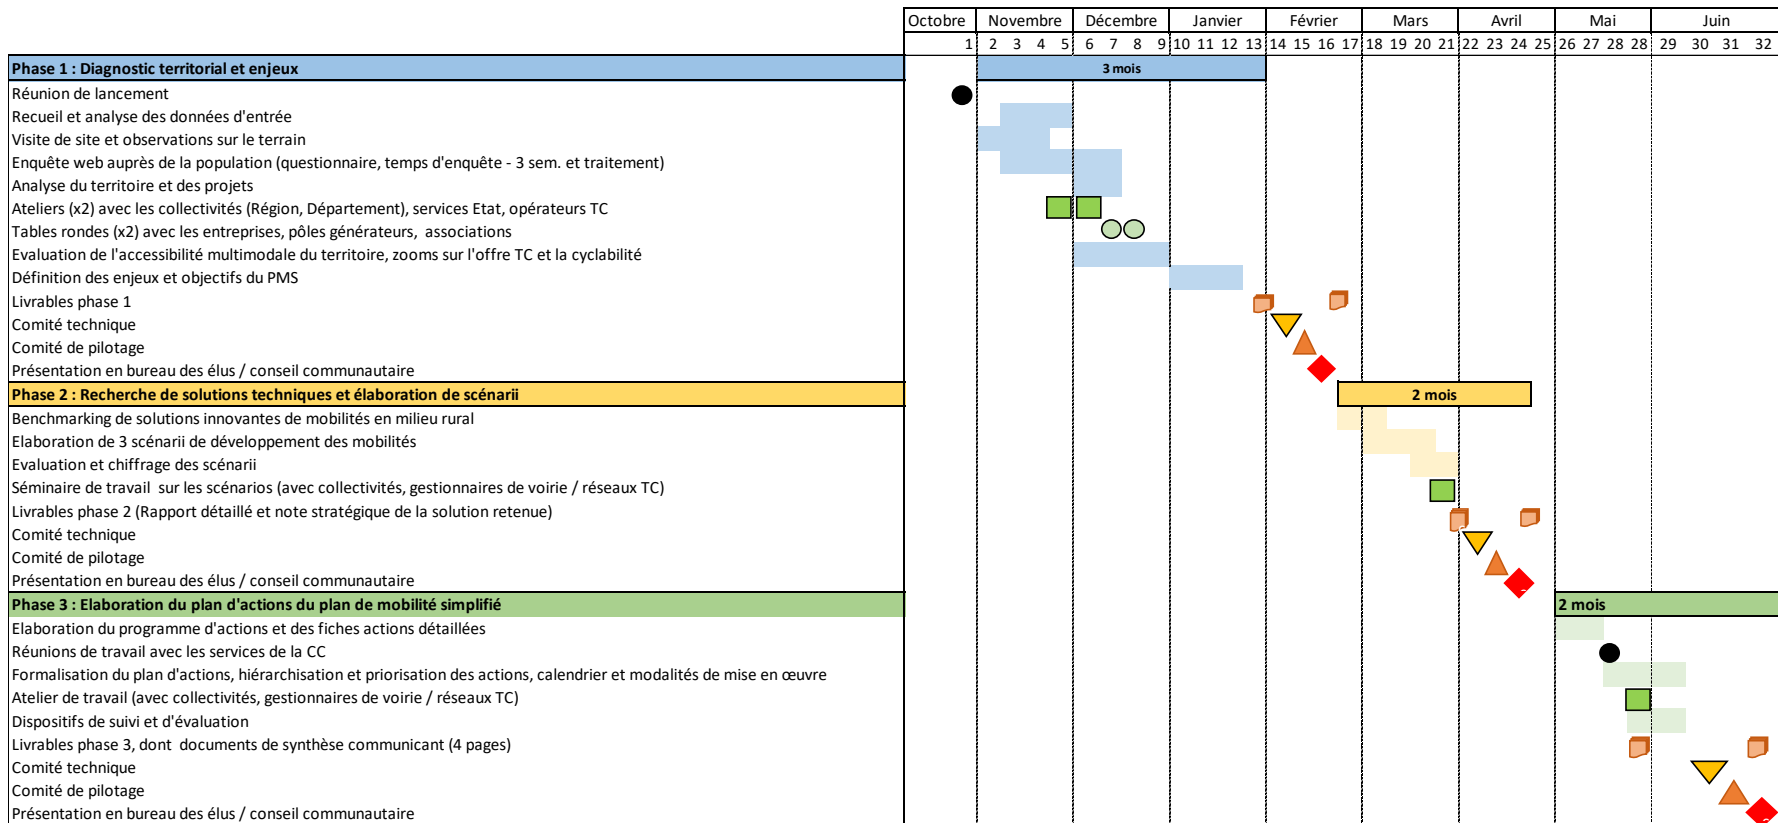 Octobre Novembre Décembre Janvier Février Mars Avril Mai Juin
1 2 3 4 5 6 7 8 9 10 11 12 13 14 15 16 17 18 19 20 21 22 23 24 25 26 27 28 28 29 30 31 32
Phase 1 : Diagnostic territorial et enjeux 3 mois
Réunion de lancement
Recueil et analyse des données d'entrée
Visite de site et observations sur le terrain
Enquête web auprès de la population (questionnaire, temps d'enquête - 3 sem. et traitement)
Analyse du territoire et des projets
Ateliers (x2) avec les collectivités (Région, Département), services Etat, opérateurs TC
Tables rondes (x2) avec les entreprises, pôles générateurs, associations
Evaluation de l'accessibilité multimodale du territoire, zooms sur l'offre TC et la cyclabilité
Définition des enjeux et objectifs du PMS
Livrables phase 1
Comité technique
Comité de pilotage
Présentation en bureau des élus / conseil communautaire
Phase 2 : Recherche de solutions techniques et élaboration de scénarii 2 mois
Benchmarking de solutions innovantes de mobilités en milieu rural
Elaboration de 3 scénarii de développement des mobilités
Evaluation et chiffrage des scénarii
Séminaire de travail sur les scénarios (avec collectivités, gestionnaires de voirie / réseaux TC)
Livrables phase 2 (Rapport détaillé et note stratégique de la solution retenue)
Comité technique
Comité de pilotage
Présentation en bureau des élus / conseil communautaire
Phase 3 : Elaboration du plan d'actions du plan de mobilité simplifié 2 mois
Elaboration du programme d'actions et des fiches actions détaillées
Réunions de travail avec les services de la CC
Formalisation du plan d'actions, hiérarchisation et priorisation des actions, calendrier et modalités de mise en œuvre
Atelier de travail (avec collectivités, gestionnaires de voirie / réseaux TC)
Dispositifs de suivi et d'évaluation
Livrables phase 3, dont documents de synthèse communicant (4 pages)
Comité technique
Comité de pilotage
Présentation en bureau des élus / conseil communautaire